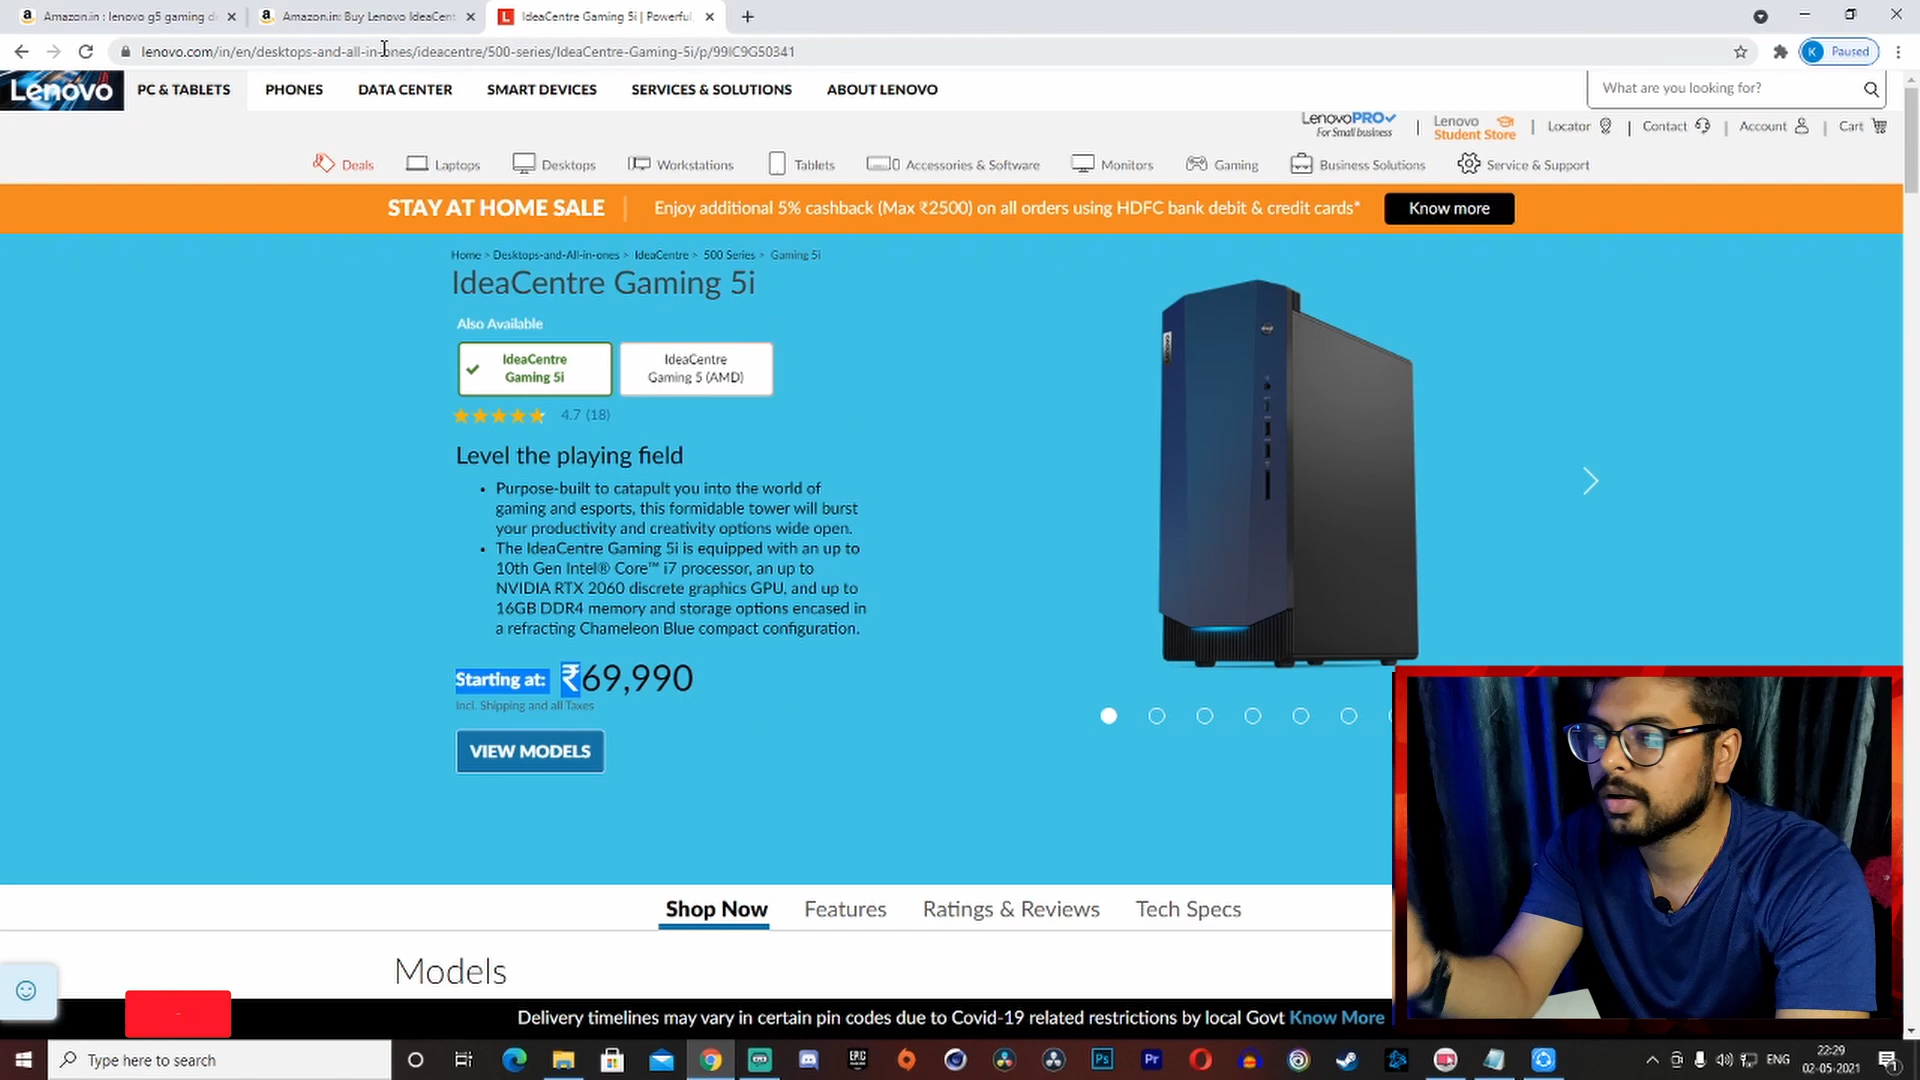 Amazon.in : lenovo g5 gaming d
Amazon.in: Buy Lenovo IdeaCent
IdeaCentre Gaming 5i | Powerful,
lenovo.com/in/en/desktops-and-all-in-ones/ideacentre/500-series/IdeaCentre-Gaming-5i/p/99IC9G50341
K Paused
Lenovo
PC & TABLETS PHONES DATA CENTER SMART DEVICES SERVICES & SOLUTIONS ABOUT LENOVO
What are you looking for?
LenovoPRO
For Small business
Lenovo
Student Store
Locator | Contact | Account | Cart
Deals Laptops Desktops Workstations Tablets Accessories & Software Monitors Gaming Business Solutions Service & Support
STAY AT HOME SALE | Enjoy additional 5% cashback (Max ₹2500) on all orders using HDFC bank debit & credit cards* Know more
Home > Desktops-and-All-in-ones > IdeaCentre > 500 Series > Gaming 5i
IdeaCentre Gaming 5i
Also Available
IdeaCentre
Gaming 5i
IdeaCentre
Gaming 5 (AMD)
4.7 (18)
Level the playing field
• Purpose-built to catapult you into the world of
gaming and esports, this formidable tower will burst
your productivity and creativity options wide open.
• The IdeaCentre Gaming 5i is equipped with an up to
10th Gen Intel® Core™ i7 processor, an up to
NVIDIA RTX 2060 discrete graphics GPU, and up to
16GB DDR4 memory and storage options encased in
a refracting Chameleon Blue compact configuration.
Starting at: ₹69,990
Incl. Shipping and all Taxes
VIEW MODELS
Shop Now Features Ratings & Reviews Tech Specs
Models
Delivery timelines may vary in certain pin codes due to Covid-19 related restrictions by local Govt Know More
Type here to search
EPIC
Ps
Pr
ENG
22:29
02-05-2021